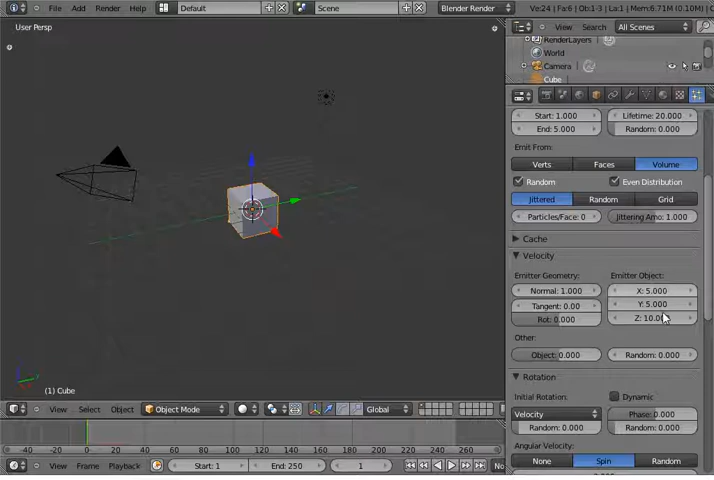 File Add Render Help Default Scene Blender Render Ve:24 | Fa:6 | Ob:1-3 | La:1 | Mem:6.71M (0.10M) | C
User Persp
View Search All Scenes
RenderLayers
World
Camera
Cube
Start: 1.000 Lifetime: 20.000
End: 5.000 Random: 0.000
Emit From:
Verts Faces Volume
Random Even Distribution
Jittered Random Grid
Particles/Face: 0 Jittering Amo: 1.000
Cache
Velocity
Emitter Geometry: Emitter Object:
Normal: 1.000 X: 5.000
Tangent: 0.00 Y: 5.000
Rot: 0.000 Z: 10.00
Other:
Object: 0.000 Random: 0.000
Rotation
Initial Rotation: Dynamic
Velocity Phase: 0.000
Random: 0.000 Random: 0.000
Angular Velocity:
None Spin Random
(1) Cube
View Select Object Object Mode Global
-40 -20 0 20 40 60 80 100 120 140 160 180 200 220 240 260
View Frame Playback Start: 1 End: 250 1 No